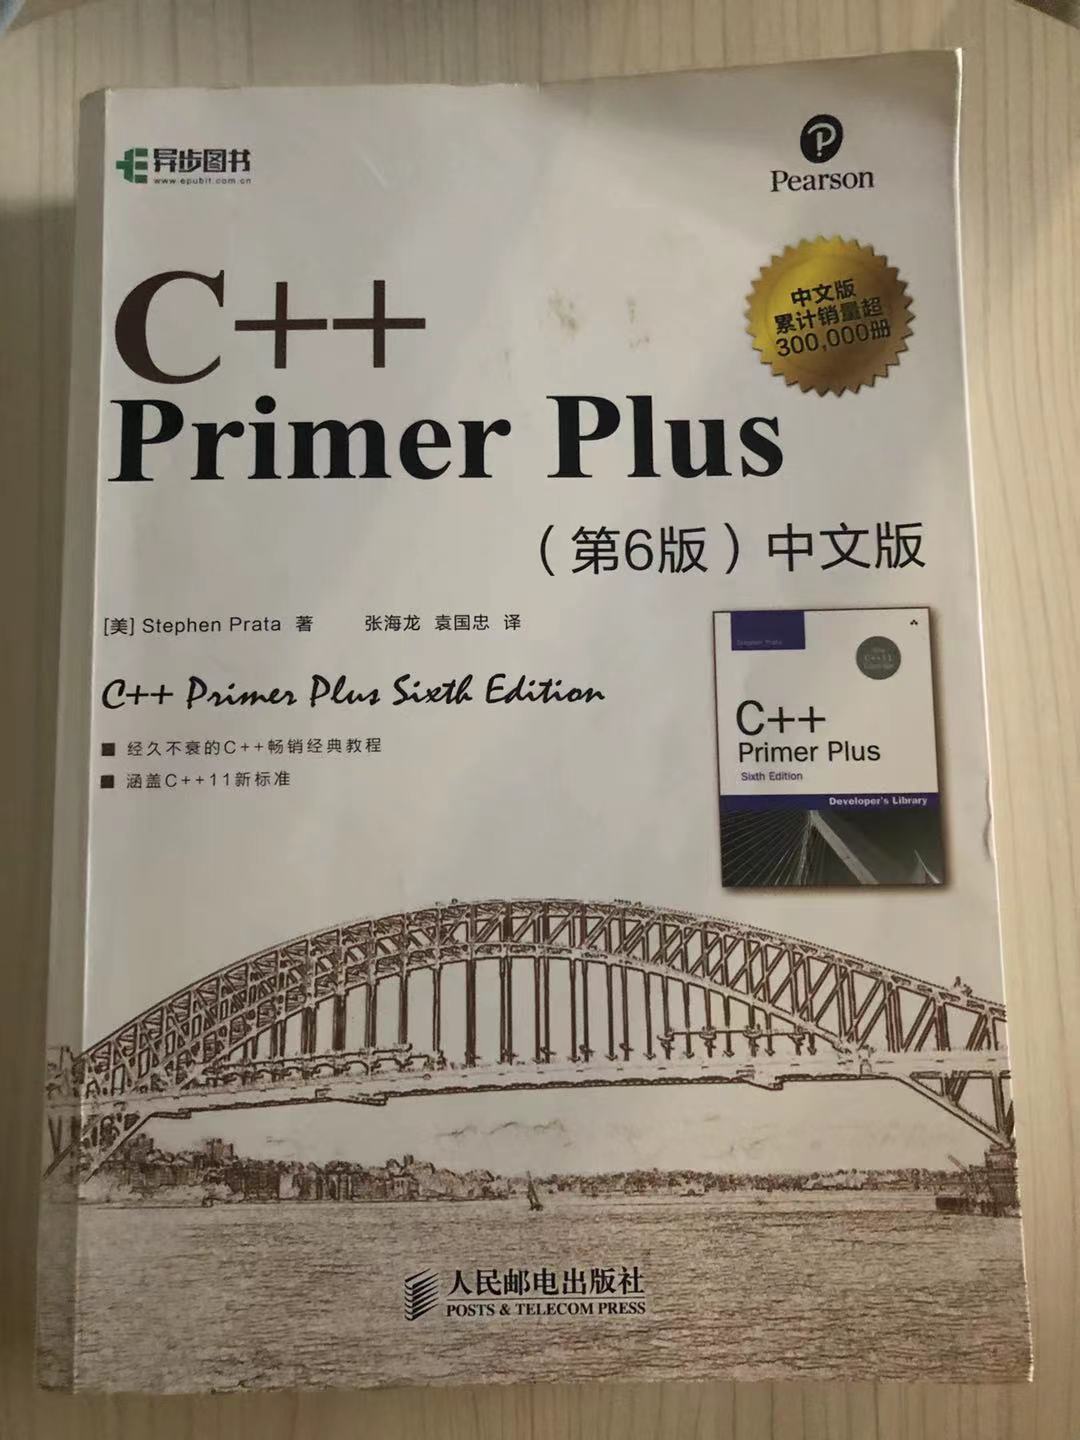 异步图书
www.epubit.com.cn
Pearson
中文版
累计销量超
300,000册
C++
Primer Plus
（第6版）中文版
[美] Stephen Prata 著 张海龙 袁国忠 译
C++ Primer Plus Sixth Edition
■ 经久不衰的C++畅销经典教程
■ 涵盖C++11新标准
Stephen Prata
C++11
C++
Primer Plus
Sixth Edition
Developer's Library
人民邮电出版社
POSTS & TELECOM PRESS